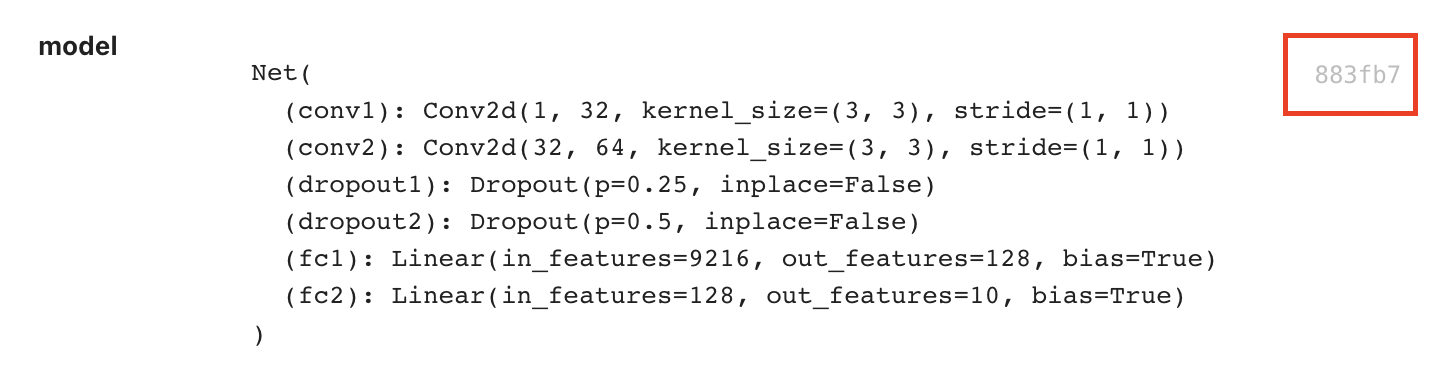 model
883fb7
Net(
  (conv1): Conv2d(1, 32, kernel_size=(3, 3), stride=(1, 1))
  (conv2): Conv2d(32, 64, kernel_size=(3, 3), stride=(1, 1))
  (dropout1): Dropout(p=0.25, inplace=False)
  (dropout2): Dropout(p=0.5, inplace=False)
  (fc1): Linear(in_features=9216, out_features=128, bias=True)
  (fc2): Linear(in_features=128, out_features=10, bias=True)
)